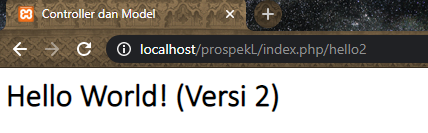 Controller dan Model
localhost/prospekL/index.php/hello2
Hello World! (Versi 2)